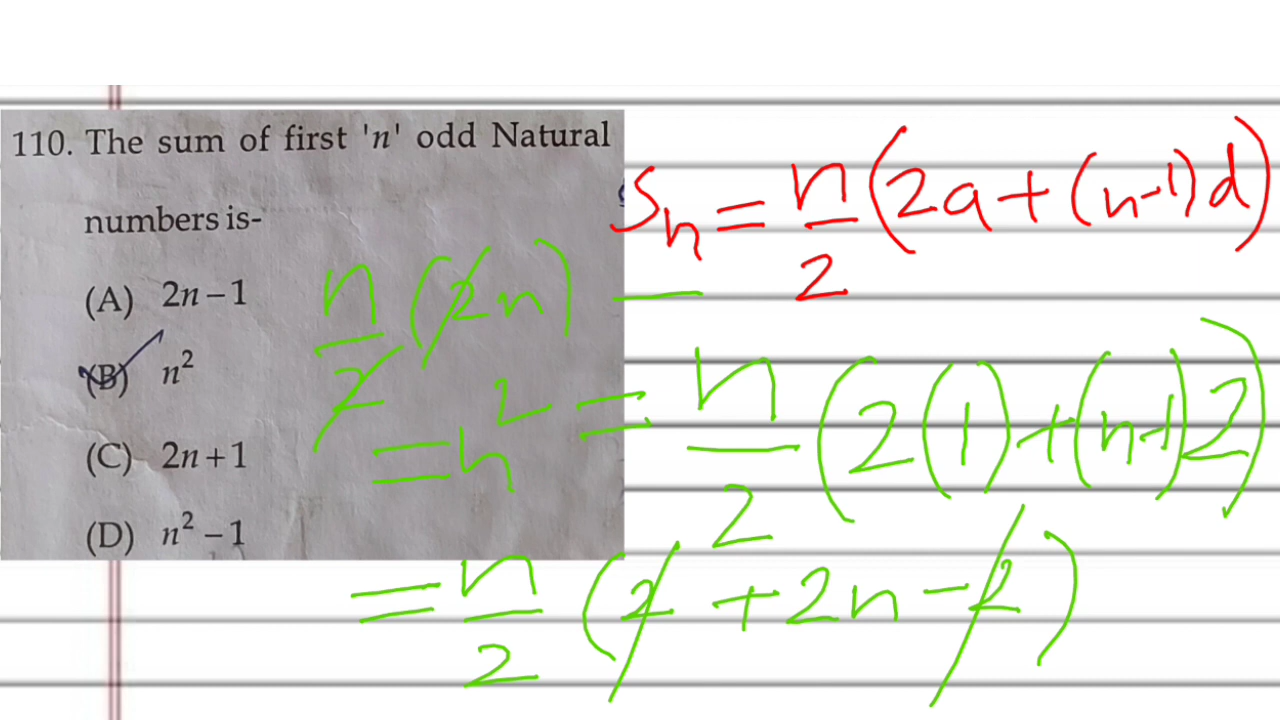 110. The sum of first 'n' odd Natural
numbers is-
(A) 2n-1
(B) n²
(C) 2n+1
(D) n²-1
Sn = n/2 (2a+(n-1)d)
= n/2 (2(1)+(n-1)2)
= n/2 (2 + 2n - 2)
n/2 (2n)
= n²